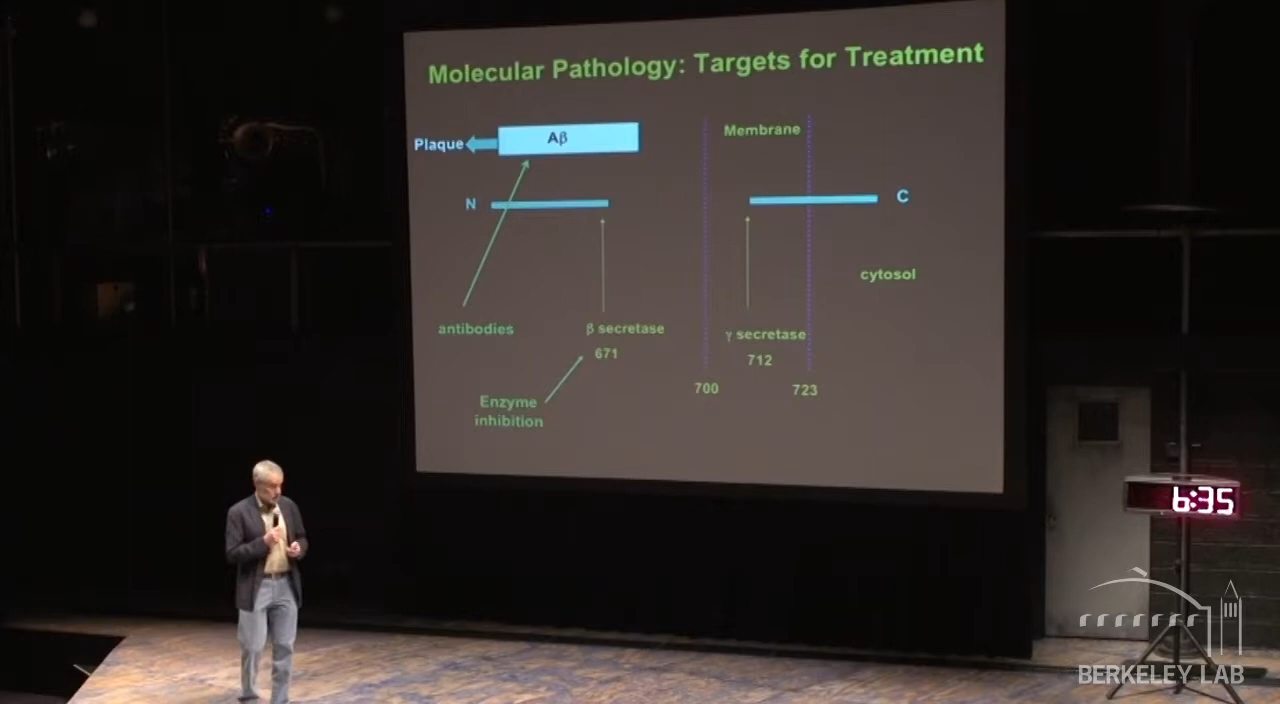 Molecular Pathology: Targets for Treatment
Plaque
Aβ
Membrane
N
C
cytosol
antibodies
β secretase
671
γ secretase
712
700
723
Enzyme
inhibition
6:35
BERKELEY LAB